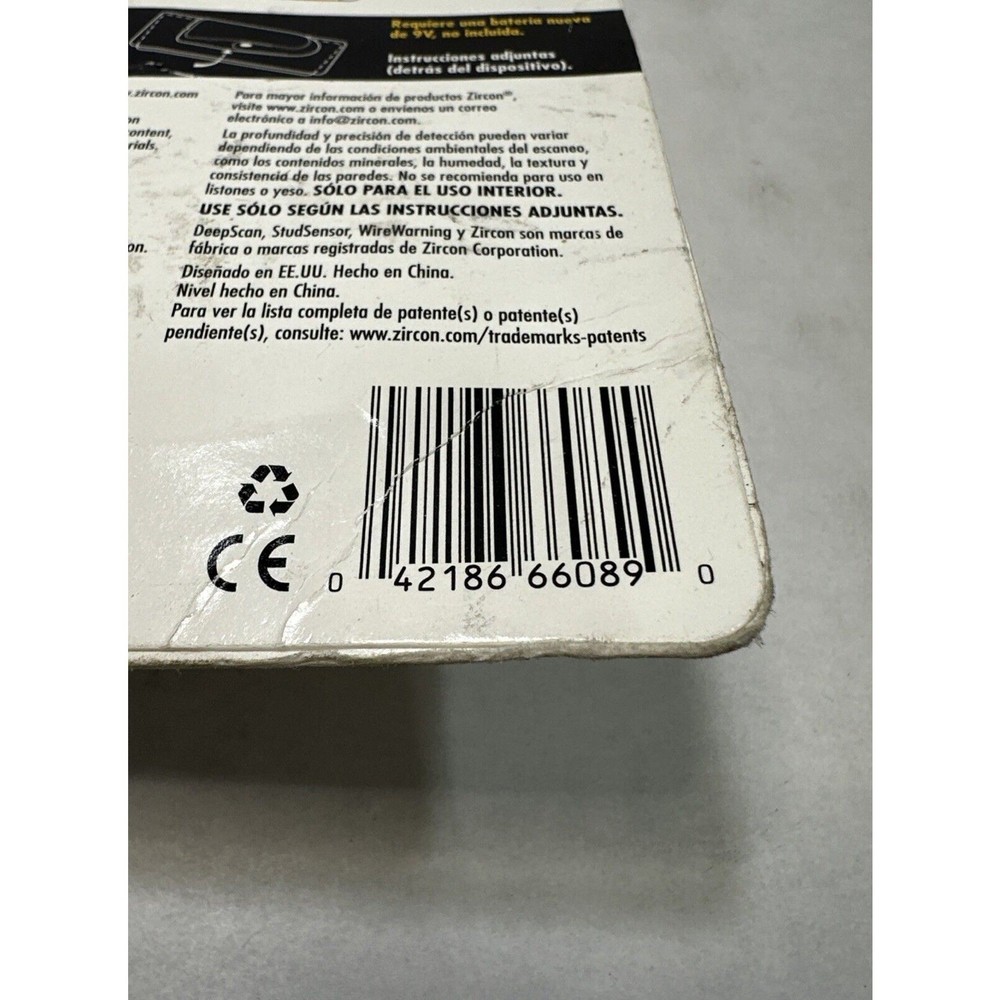 Requiere una batería nueva
de 9V, no incluida.
Instrucciones adjuntas
(detrás del dispositivo).
.zircon.com
on
content,
rials,
on.
Para mayor información de productos Zircon®,
visite www.zircon.com o envíenos un correo
electrónico a info@zircon.com.
La profundidad y precisión de detección pueden variar
dependiendo de las condiciones ambientales del escaneo,
como los contenidos minerales, la humedad, la textura y
consistencia de las paredes. No se recomienda para uso en
listones o yeso. SÓLO PARA EL USO INTERIOR.
USE SÓLO SEGÚN LAS INSTRUCCIONES ADJUNTAS.
DeepScan, StudSensor, WireWarning y Zircon son marcas de
fábrica o marcas registradas de Zircon Corporation.
Diseñado en EE.UU. Hecho en China.
Nivel hecho en China.
Para ver la lista completa de patente(s) o patente(s)
pendiente(s), consulte: www.zircon.com/trademarks-patents
CE
0 42186 66089 0